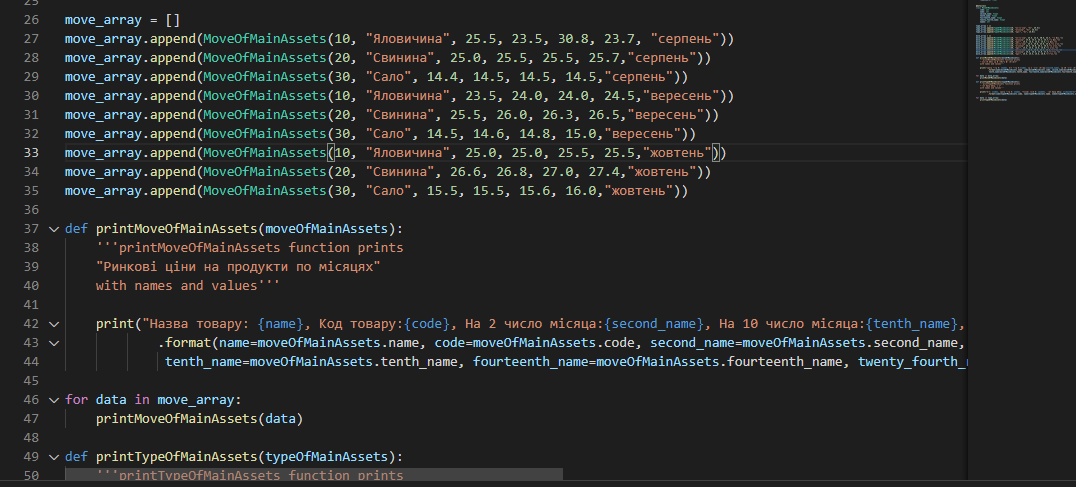 25
26 move_array = []
27 move_array.append(MoveOfMainAssets(10, "Яловичина", 25.5, 23.5, 30.8, 23.7, "серпень"))
28 move_array.append(MoveOfMainAssets(20, "Свинина", 25.0, 25.5, 25.5, 25.7,"серпень"))
29 move_array.append(MoveOfMainAssets(30, "Сало", 14.4, 14.5, 14.5, 14.5,"серпень"))
30 move_array.append(MoveOfMainAssets(10, "Яловичина", 23.5, 24.0, 24.0, 24.5,"вересень"))
31 move_array.append(MoveOfMainAssets(20, "Свинина", 25.5, 26.0, 26.3, 26.5,"вересень"))
32 move_array.append(MoveOfMainAssets(30, "Сало", 14.5, 14.6, 14.8, 15.0,"вересень"))
33 move_array.append(MoveOfMainAssets(10, "Яловичина", 25.0, 25.0, 25.5, 25.5,"жовтень"))
34 move_array.append(MoveOfMainAssets(20, "Свинина", 26.6, 26.8, 27.0, 27.4,"жовтень"))
35 move_array.append(MoveOfMainAssets(30, "Сало", 15.5, 15.5, 15.6, 16.0,"жовтень"))
36
37 def printMoveOfMainAssets(moveOfMainAssets):
38 '''printMoveOfMainAssets function prints
39 "Ринкові ціни на продукти по місяцях"
40 with names and values'''
41
42 print("Назва товару: {name}, Код товару:{code}, На 2 число місяца:{second_name}, На 10 число місяца:{tenth_name},
43 .format(name=moveOfMainAssets.name, code=moveOfMainAssets.code, second_name=moveOfMainAssets.second_name,
44 tenth_name=moveOfMainAssets.tenth_name, fourteenth_name=moveOfMainAssets.fourteenth_name, twenty_fourth_
45
46 for data in move_array:
47 printMoveOfMainAssets(data)
48
49 def printTypeOfMainAssets(typeOfMainAssets):
50 '''printTypeOfMainAssets function prints